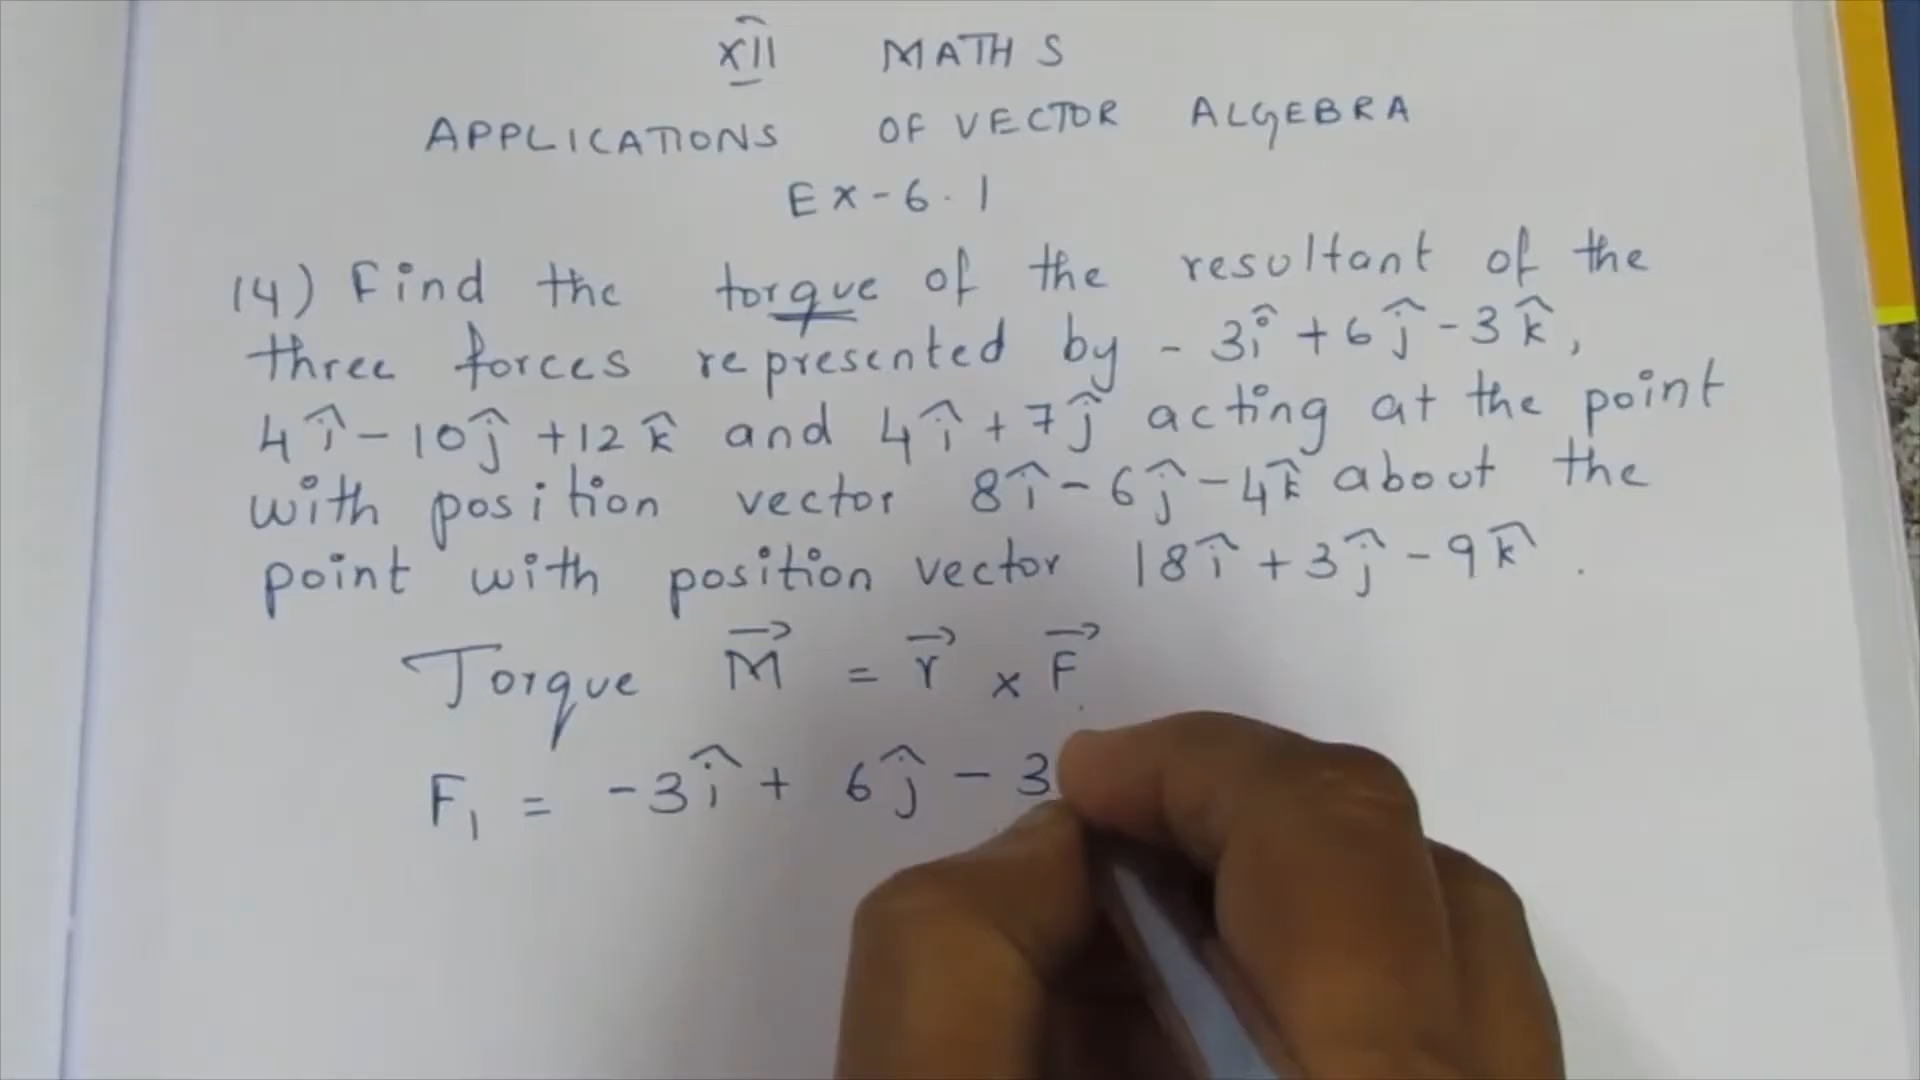 XII MATHS
APPLICATIONS OF VECTOR ALGEBRA
EX-6.1
14) Find the torque of the resultant of the
three forces represented by -3î + 6ĵ - 3k̂,
4î - 10ĵ + 12k̂ and 4î + 7ĵ acting at the point
with position vector 8î - 6ĵ - 4k̂ about the
point with position vector 18î + 3ĵ - 9k̂.
Torque M⃗ = r⃗ × F⃗
F₁ = -3î + 6ĵ - 3